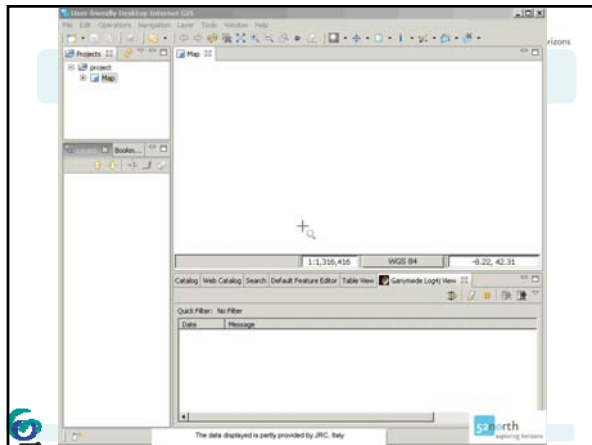 User-friendly Desktop Internet GIS
File Edit Operations Navigation Layer Tools Window Help
Projects
project
Map
Layers Bookm...
Map
1:1,316,416 WGS 84 -8.22, 42.31
Catalog Web Catalog Search Default Feature Editor Table View Ganymede Log4j View
Quick Filter: No Filter
Date Message
The data displayed is partly provided by JRC, Italy
52north
exploring horizons